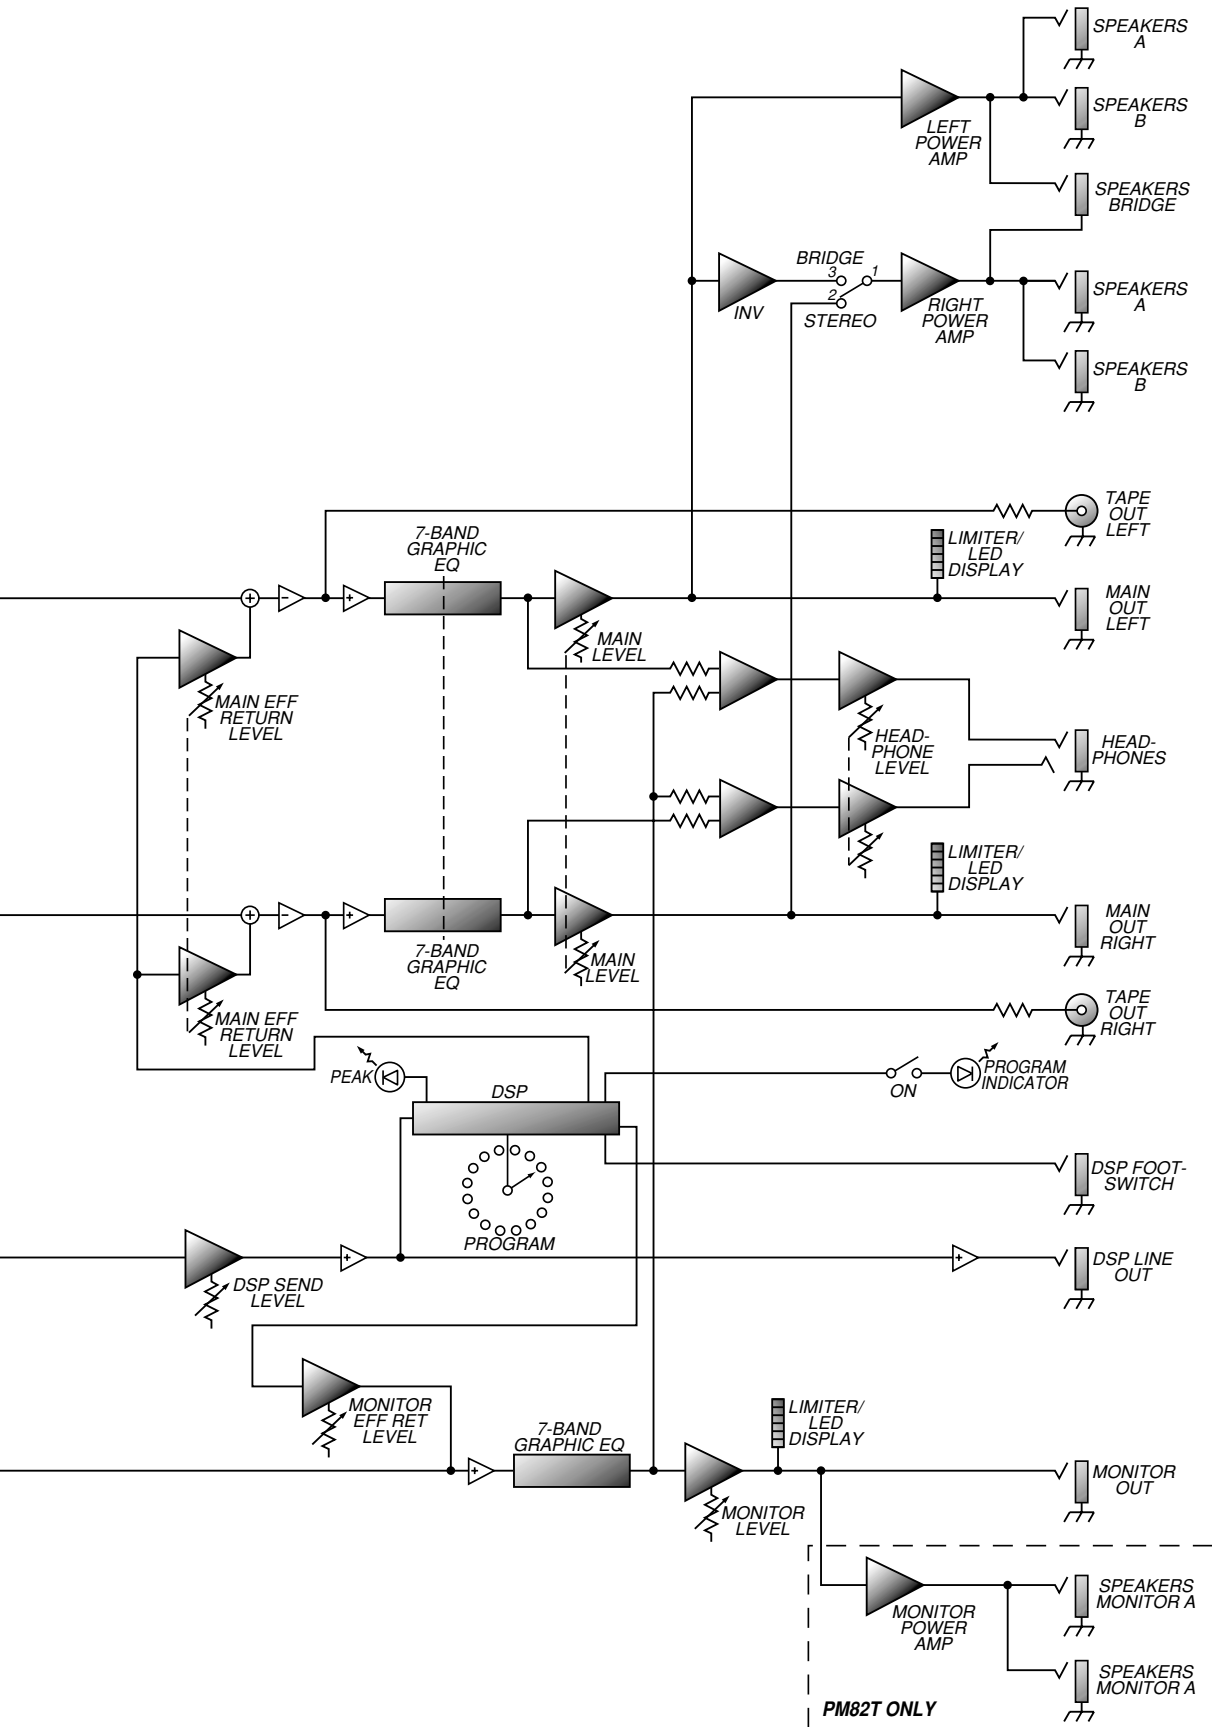 SPEAKERS
A
SPEAKERS
B
LEFT
POWER
AMP
SPEAKERS
BRIDGE
BRIDGE
3
1
2
INV
STEREO
RIGHT
POWER
AMP
SPEAKERS
A
SPEAKERS
B
TAPE
OUT
LEFT
7-BAND
GRAPHIC
EQ
LIMITER/
LED
DISPLAY
+
−
+
MAIN
OUT
LEFT
MAIN
LEVEL
MAIN EFF
RETURN
LEVEL
HEAD-
PHONE
LEVEL
HEAD-
PHONES
LIMITER/
LED
DISPLAY
+
−
+
MAIN
OUT
RIGHT
7-BAND
GRAPHIC
EQ
MAIN
LEVEL
MAIN EFF
RETURN
LEVEL
TAPE
OUT
RIGHT
PEAK
DSP
ON
PROGRAM
INDICATOR
DSP FOOT-
SWITCH
PROGRAM
+
+
DSP LINE
OUT
DSP SEND
LEVEL
MONITOR
EFF RET
LEVEL
7-BAND
GRAPHIC EQ
LIMITER/
LED
DISPLAY
+
MONITOR
OUT
MONITOR
LEVEL
SPEAKERS
MONITOR A
MONITOR
POWER
AMP
SPEAKERS
MONITOR A
PM82T ONLY